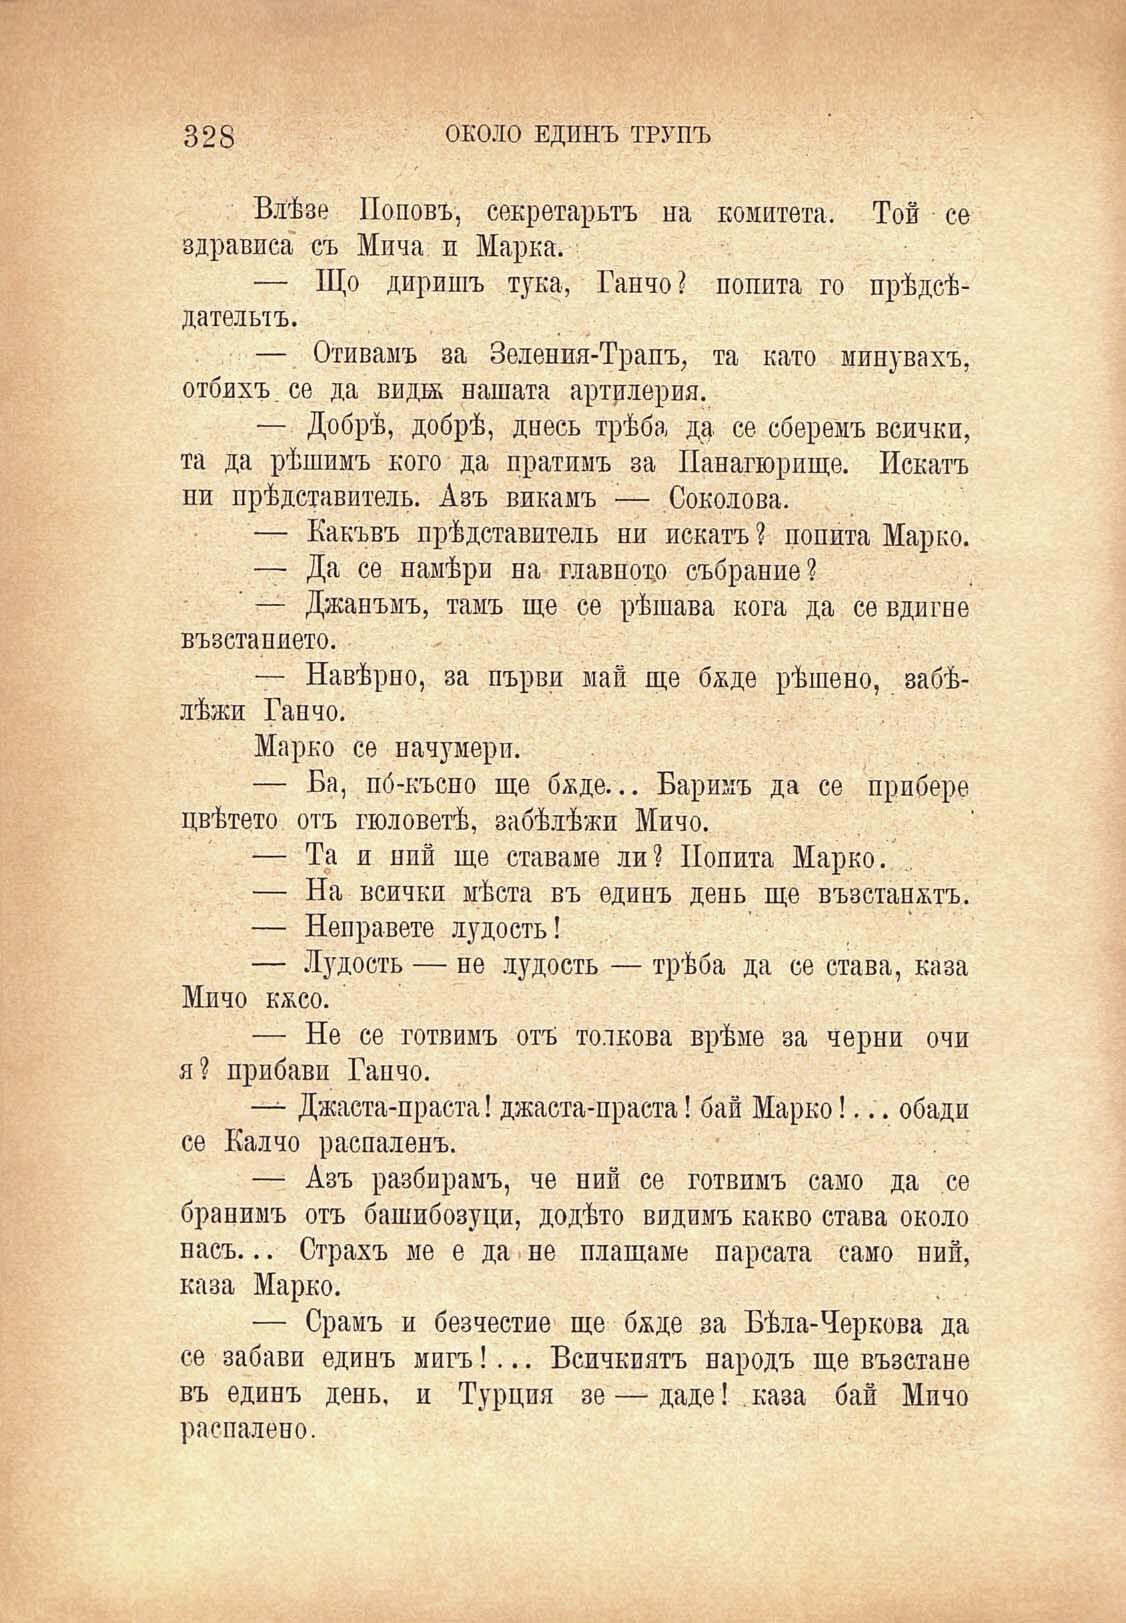 328
ОКОЛО ЕДИНЪ ТРУПЪ
Влѣзе Поповъ, секретарьтъ на комитета. Той се
здрависа съ Мича и Марка.
— Що диришъ тука, Ганчо? попита го прѣдсѣ-
дательтъ.
— Отивамъ за Зеления-Трапъ, та като минувахъ,
отбихъ се да видѭ нашата артилерия.
— Добрѣ, добрѣ, днесь трѣба да се сберемъ всички,
та да рѣшимъ кого да пратимъ за Панагюрище. Искатъ
ни прѣдставитель. Азъ викамъ — Соколова.
— Какъвъ прѣдставитель ни искатъ? попита Марко.
— Да се намѣри на главното събрание?
— Джанъмъ, тамъ ще се рѣшава кога да се вдигне
възстанието.
— Навѣрно, за първи май ще бѫде рѣшено, забѣ-
лѣжи Ганчо.
Марко се начумери.
— Ба, по́-късно ще бѫде... Баримъ да се прибере
цвѣтето отъ гюловетѣ, забѣлѣжи Мичо.
— Та и ний ще ставаме ли? Попита Марко.
— На всички мѣста въ единъ день ще възстанѫтъ.
— Неправете лудость!
— Лудость — не лудость — трѣба да се става, каза
Мичо кѫсо.
— Не се готвимъ отъ толкова врѣме за черни очи
я? прибави Ганчо.
— Джаста-праста! джаста-праста! бай Марко!... обади
се Калчо распаленъ.
— Азъ разбирамъ, че ний се готвимъ само да се
бранимъ отъ башибозуци, додѣто видимъ какво става около
насъ... Страхъ ме е да не плащаме парсата само ний,
каза Марко.
— Срамъ и безчестие ще бѫде за Бѣла-Черкова да
се забави единъ мигъ!... Всичкиятъ народъ ще възстане
въ единъ день, и Турция зе — даде! каза бай Мичо
распалено.